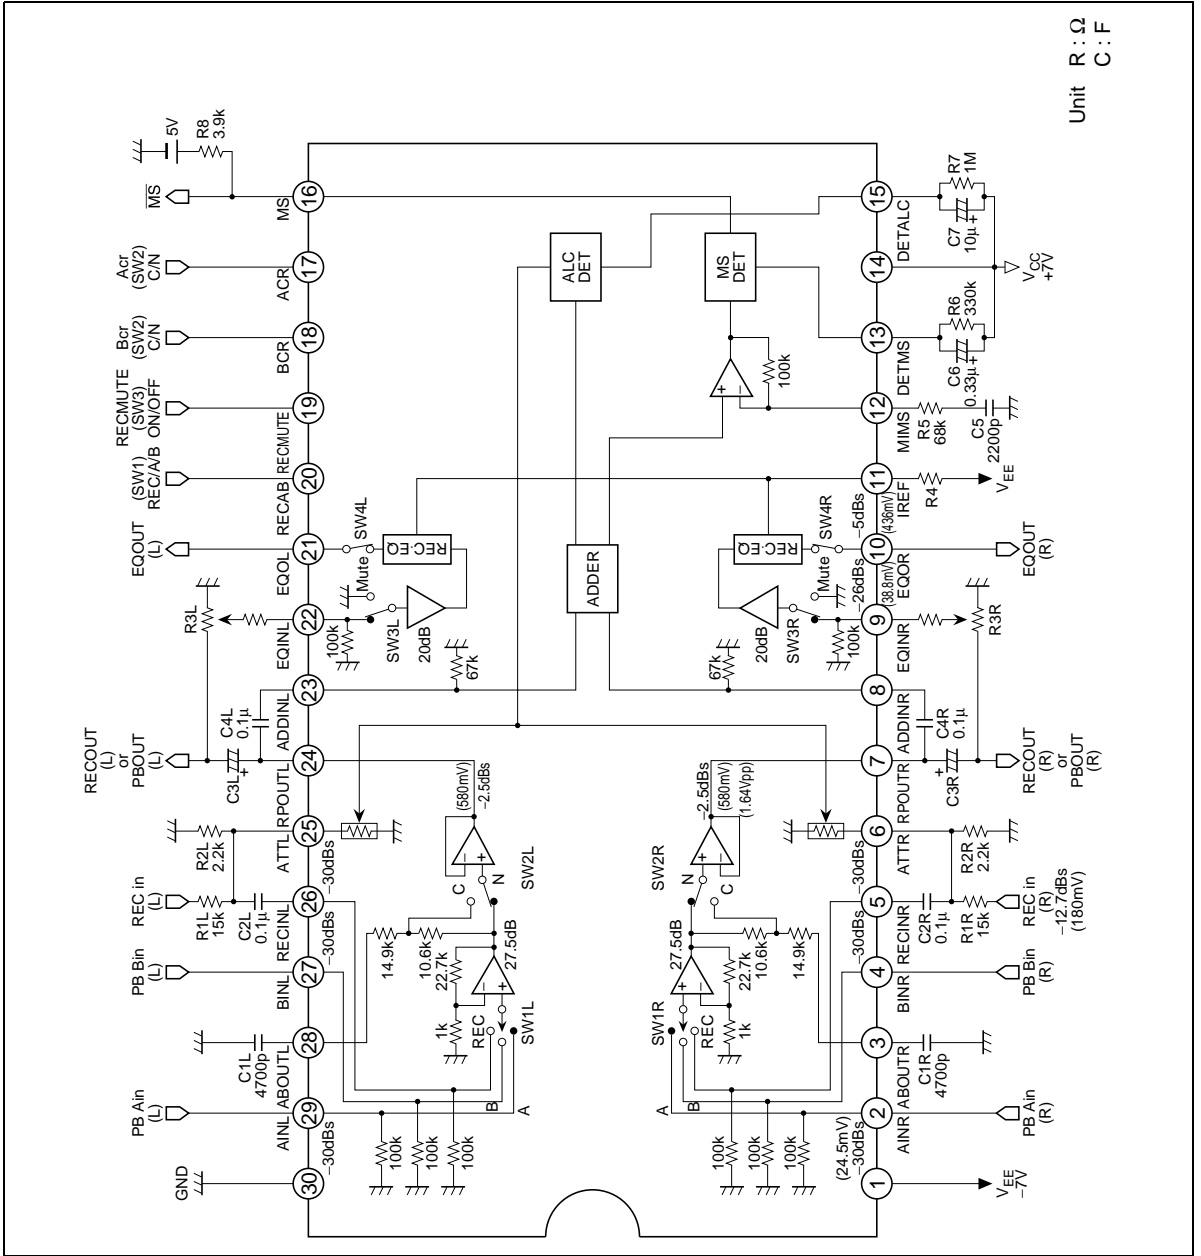 Unit R : Ω
C : F
GND
PB Ain
(L)
C1L
4700p
PB Bin
(L)
REC in
(L)
R1L
15k
C2L
0.1µ
R2L
2.2k
RECOUT
(L)
or
PBOUT
(L)
C3L
+
C4L
0.1µ
R3L
EQOUT
(L)
(SW1)
REC/A/B
RECMUTE
(SW3)
ON/OFF
Bcr
(SW2)
C/N
Acr
(SW2)
C/N
MS
5V
R8
3.9k
30
29
28
27
26
25
24
23
22
21
20
19
18
17
16
AINL
ABOUTL
BINL
RECINL
ATTL
RPOUTL
ADDINL
EQINL
EQOL
RECAB
RECMUTE
BCR
ACR
MS
−30dBs
−30dBs
−30dBs
(580mV)
−2.5dBs
100k
100k
100k
A
B
REC
SW1L
1k
22.7k
27.5dB
10.6k
14.9k
C
N
SW2L
+
−
+
−
67k
100k
SW3L
Mute
20dB
SW4L
REC·EQ
ADDER
ALC
DET
MS
DET
+
−
100k
REC·EQ
SW4R
Mute
20dB
SW3R
100k
67k
SW2R
N
C
+
−
+
−
27.5dB
10.6k
14.9k
22.7k
1k
SW1R
REC
A
B
100k
100k
100k
−2.5dBs
(580mV)
(1.64Vpp)
(24.5mV)
−30dBs
−30dBs
−30dBs
−26dBs
(38.8mV)
−5dBs
(436mV)
1
2
3
4
5
6
7
8
9
10
11
12
13
14
15
AINR
ABOUTR
BINR
RECINR
ATTR
RPOUTR
ADDINR
EQINR
EQOR
IREF
MIMS
DETMS
DETALC
VEE
−7V
PB Ain
(R)
C1R
4700p
PB Bin
(R)
REC in
(R)
−12.7dBs
(180mV)
R1R
15k
C2R
0.1µ
R2R
2.2k
RECOUT
(R)
or
PBOUT
(R)
C3R
+
C4R
0.1µ
R3R
EQOUT
(R)
R4
VEE
R5
68k
C5
2200p
C6
0.33µ
+
R6
330k
VCC
+7V
C7
10µ
+
R7
1M